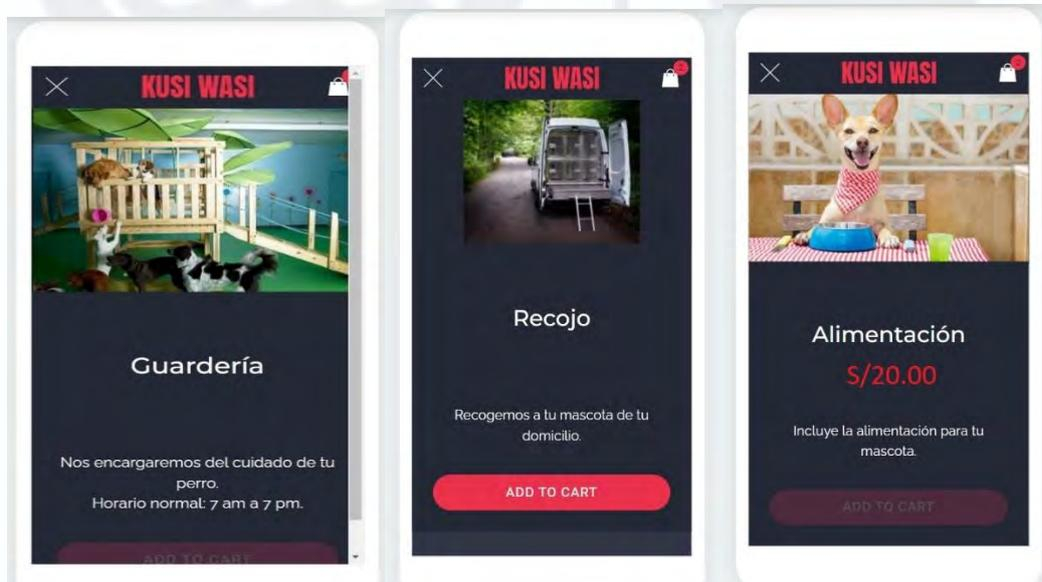 KUSI WASI
Guardería
Nos encargaremos del cuidado de tu
perro.
Horario normal: 7 am a 7 pm.
ADD TO CART
KUSI WASI
2
Recojo
Recogemos a tu mascota de tu
domicilio.
ADD TO CART
KUSI WASI
Alimentación
S/20.00
Incluye la alimentación para tu
mascota.
ADD TO CART